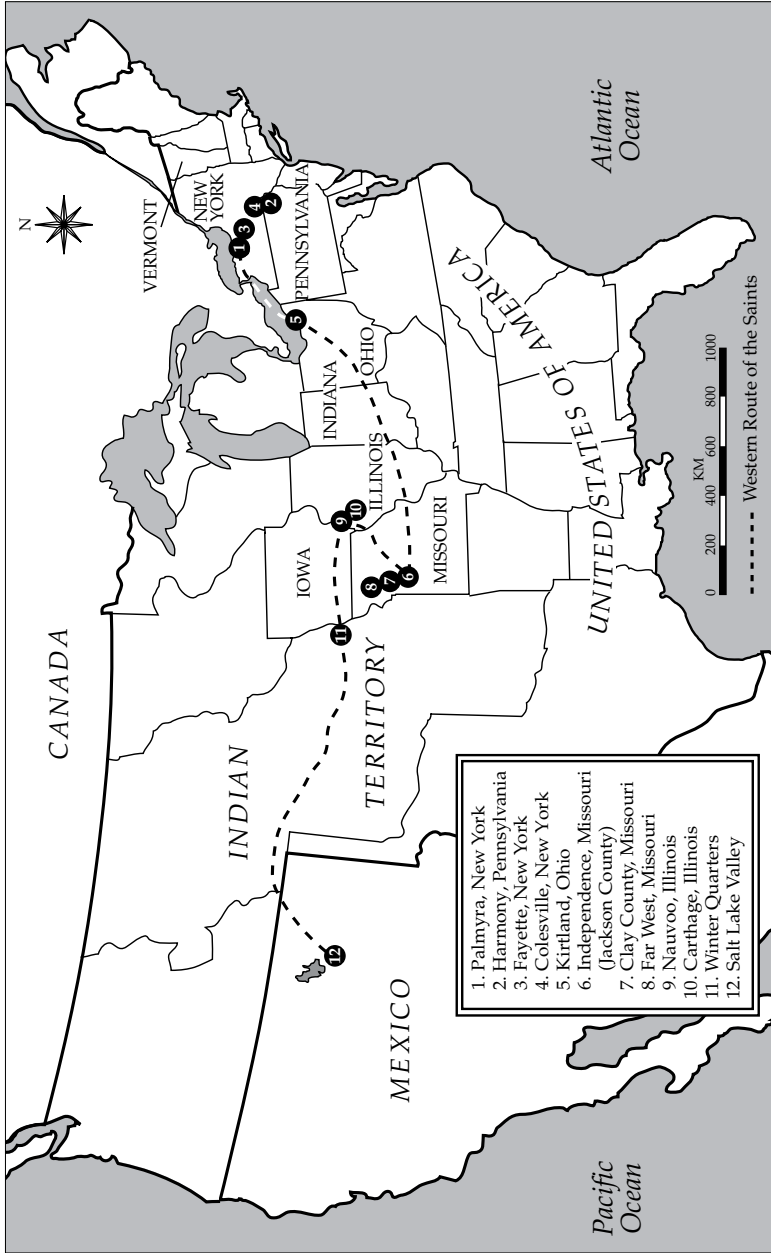 CANADA
N
VERMONT
NEW
YORK
PENNSYLVANIA
OHIO
INDIANA
ILLINOIS
IOWA
MISSOURI
INDIAN
TERRITORY
MEXICO
UNITED STATES OF AMERICA
Atlantic
Ocean
Pacific
Ocean
1
3
4
2
5
9
10
8
7
6
11
12
1. Palmyra, New York
2. Harmony, Pennsylvania
3. Fayette, New York
4. Colesville, New York
5. Kirtland, Ohio
6. Independence, Missouri
(Jackson County)
7. Clay County, Missouri
8. Far West, Missouri
9. Nauvoo, Illinois
10. Carthage, Illinois
11. Winter Quarters
12. Salt Lake Valley
KM
0 200 400 600 800 1000
Western Route of the Saints